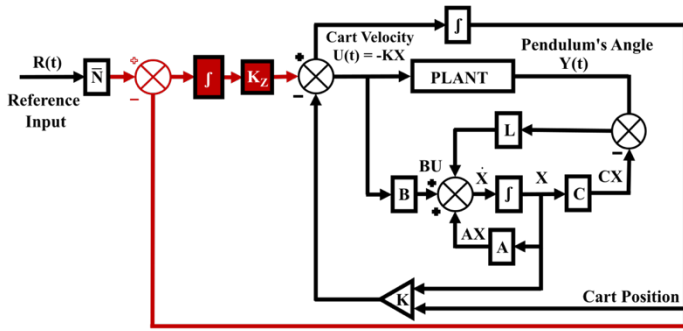 ∫
Cart Velocity
Pendulum's Angle
R(t)
U(t) = -KX
Y(t)
N̅
∫
K_Z
PLANT
Reference
Input
L
BU
Ẋ
X
CX
B
∫
C
AX
A
K
Cart Position